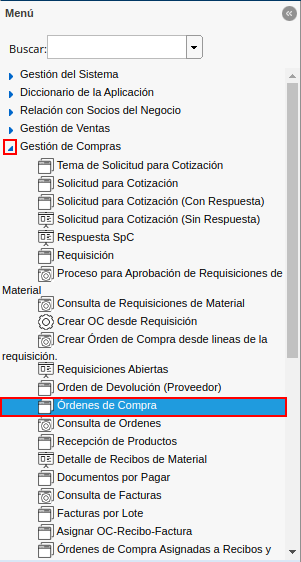 Menú
Buscar:
Gestión del Sistema
Diccionario de la Aplicación
Relación con Socios del Negocio
Gestión de Ventas
Gestión de Compras
Tema de Solicitud para Cotización
Solicitud para Cotización
Solicitud para Cotización (Con Respuesta)
Solicitud para Cotización (Sin Respuesta)
Respuesta SpC
Requisición
Proceso para Aprobación de Requisiciones de
Material
Consulta de Requisiciones de Material
Crear OC desde Requisición
Crear Órden de Compra desde lineas de la
requisición.
Requisiciones Abiertas
Orden de Devolución (Proveedor)
Órdenes de Compra
Consulta de Ordenes
Recepción de Productos
Detalle de Recibos de Material
Documentos por Pagar
Consulta de Facturas
Facturas por Lote
Asignar OC-Recibo-Factura
Órdenes de Compra Asignadas a Recibos y